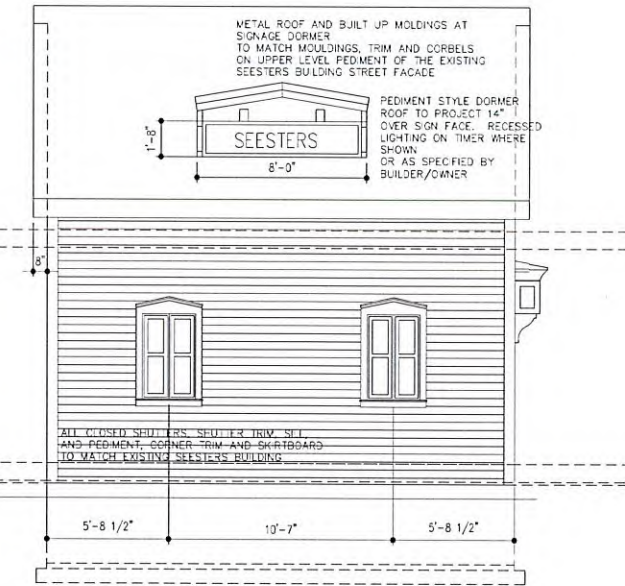 METAL ROOF AND BUILT UP MOLDINGS AT
SIGNAGE DORMER
TO MATCH MOULDINGS, TRIM AND CORBELS
ON UPPER LEVEL PEDIMENT OF THE EXISTING
SEESTERS BUILDING STREET FACADE
PEDIMENT STYLE DORMER
ROOF TO PROJECT 14"
OVER SIGN FACE. RECESSED
LIGHTING ON TIMER WHERE
SHOWN
OR AS SPECIFIED BY
BUILDER/OWNER
1'-8"
SEESTERS
8'-0"
8"
ALL CLOSED SHUTTERS, SHUTTER TRIM, SILL
AND PEDIMENT, CORNER TRIM AND SKIRTBOARD
TO MATCH EXISTING SEESTERS BUILDING
5'-8 1/2"
10'-7"
5'-8 1/2"